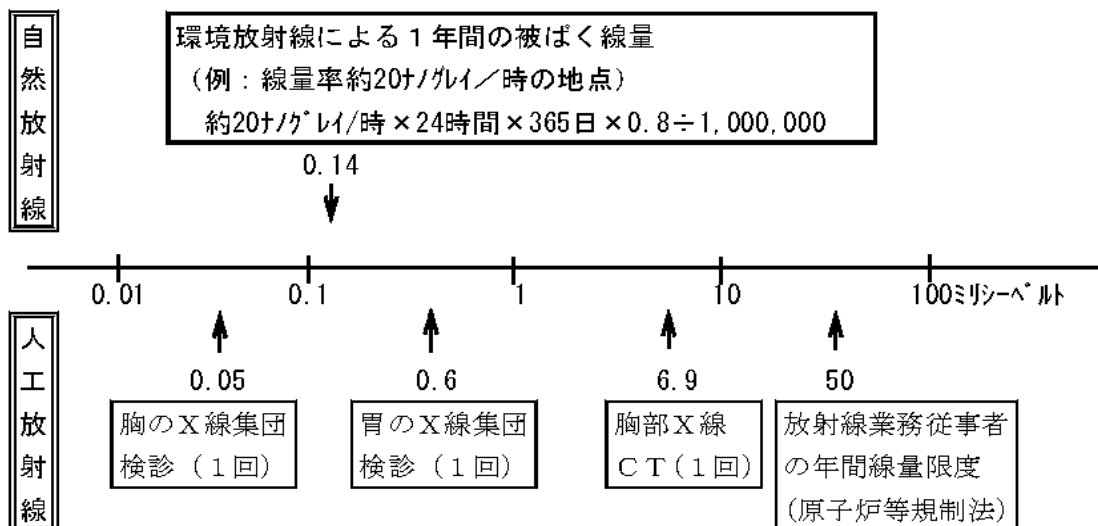 自然放射線
環境放射線による1年間の被ばく線量
(例:線量率約20ナノグレイ/時の地点)
約20ナノグレイ/時×24時間×365日×0.8÷1,000,000
0.14
0.01
0.1
1
10
100ミリシーベルト
人工放射線
0.05
胸のX線集団
検診(1回)
0.6
胃のX線集団
検診(1回)
6.9
胸部X線
CT(1回)
50
放射線業務従事者
の年間線量限度
(原子炉等規制法)